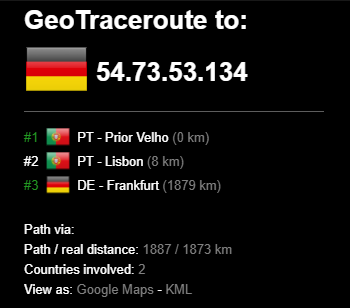 GeoTraceroute to:
54.73.53.134
#1 PT - Prior Velho (0 km)
#2 PT - Lisbon (8 km)
#3 DE - Frankfurt (1879 km)
Path via:
Path / real distance: 1887 / 1873 km
Countries involved: 2
View as: Google Maps - KML